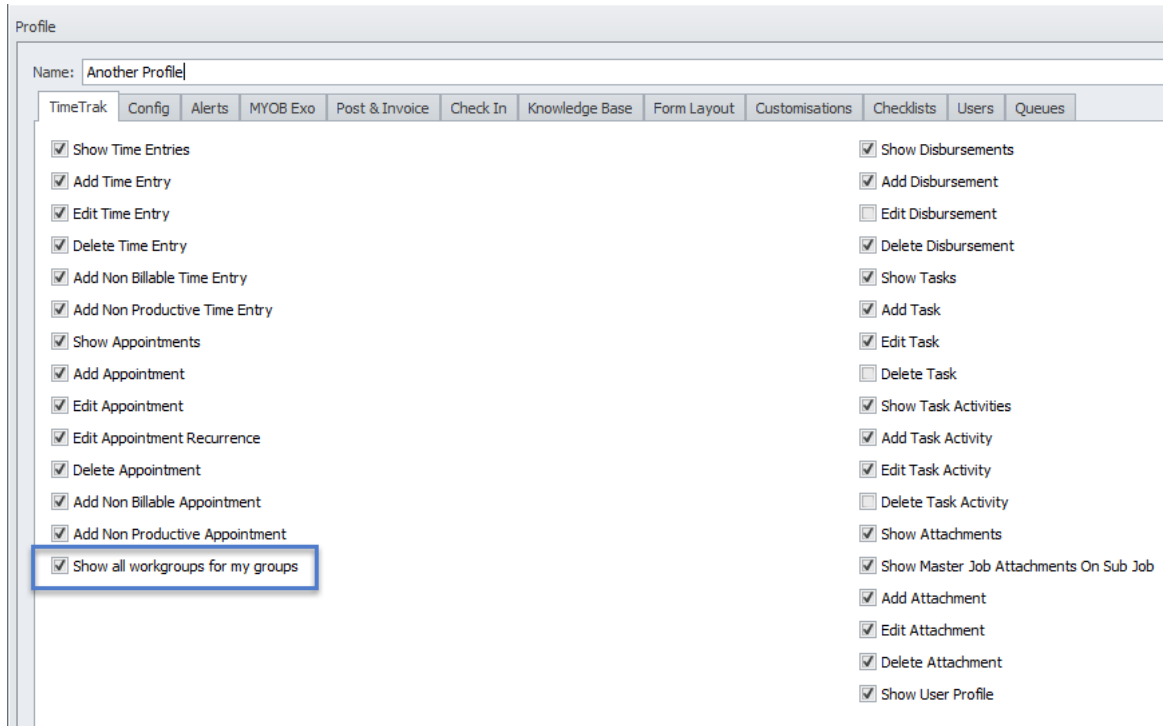 Profile
Name: Another Profile
TimeTrak Config Alerts MYOB Exo Post & Invoice Check In Knowledge Base Form Layout Customisations Checklists Users Queues
Show Time Entries
Add Time Entry
Edit Time Entry
Delete Time Entry
Add Non Billable Time Entry
Add Non Productive Time Entry
Show Appointments
Add Appointment
Edit Appointment
Edit Appointment Recurrence
Delete Appointment
Add Non Billable Appointment
Add Non Productive Appointment
Show all workgroups for my groups
Show Disbursements
Add Disbursement
Edit Disbursement
Delete Disbursement
Show Tasks
Add Task
Edit Task
Delete Task
Show Task Activities
Add Task Activity
Edit Task Activity
Delete Task Activity
Show Attachments
Show Master Job Attachments On Sub Job
Add Attachment
Edit Attachment
Delete Attachment
Show User Profile